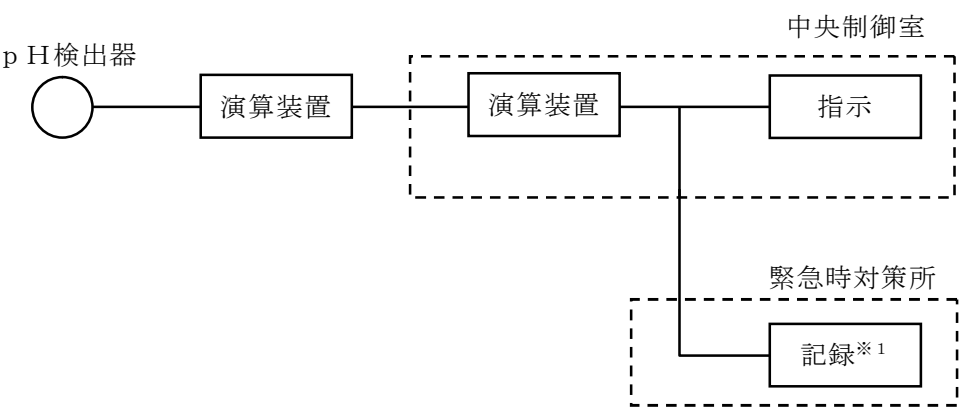 中央制御室
ｐＨ検出器
演算装置
演算装置
指示
緊急時対策所
記録※１